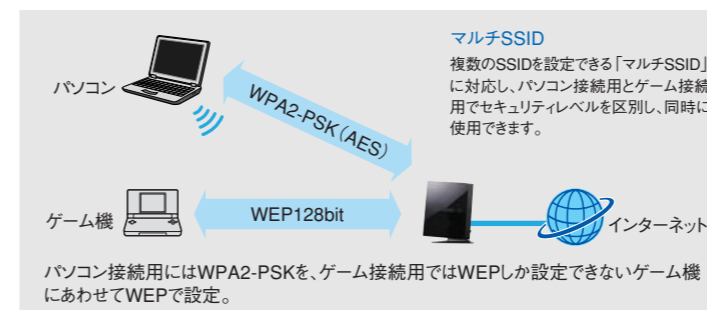 マルチSSID
複数のSSIDを設定できる「マルチSSID」
に対応し、パソコン接続用とゲーム接続
用でセキュリティレベルを区別し、同時に
使用できます。
パソコン
WPA2-PSK(AES)
ゲーム機
WEP128bit
インターネット
パソコン接続用にはWPA2-PSKを、ゲーム接続用ではWEPしか設定できないゲーム機
にあわせてWEPで設定。